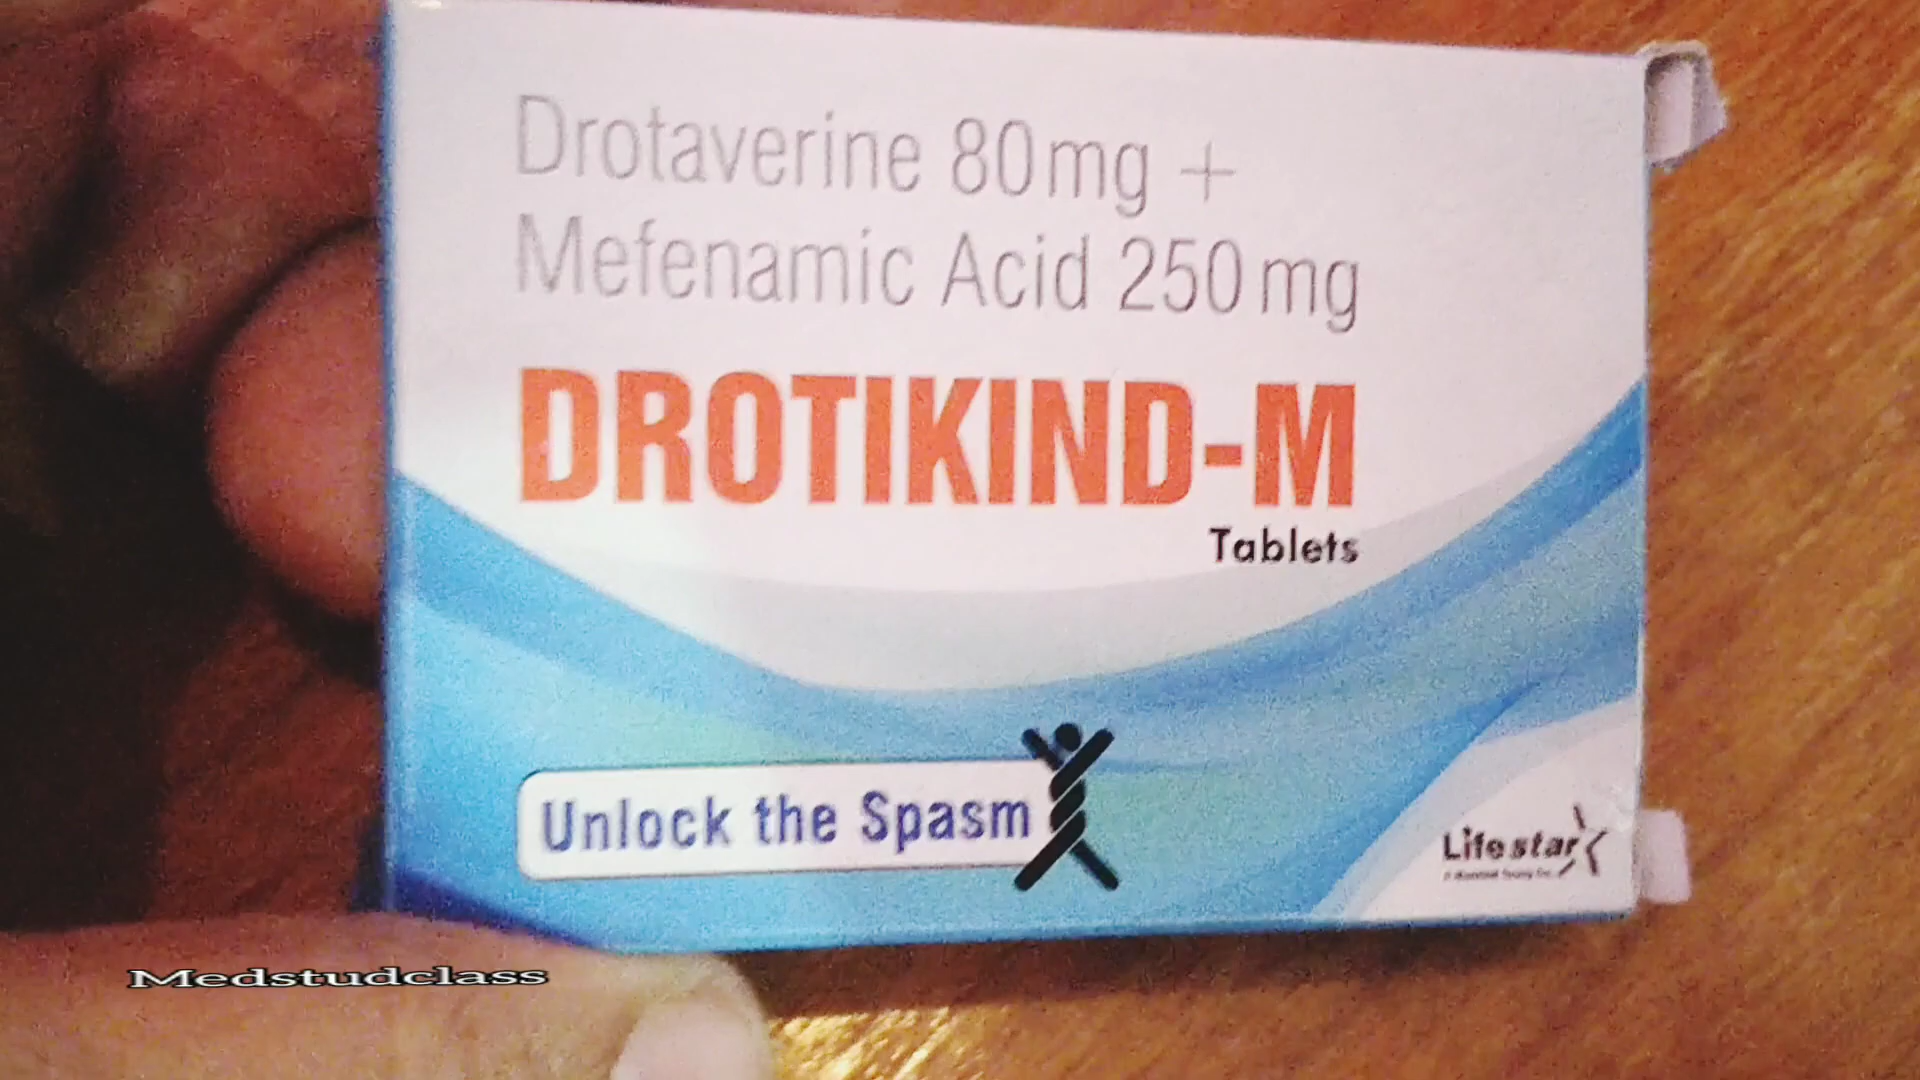 Drotaverine 80mg +
Mefenamic Acid 250mg
DROTIKIND-M
Tablets
Unlock the Spasm
Lifestar
Medstudclass